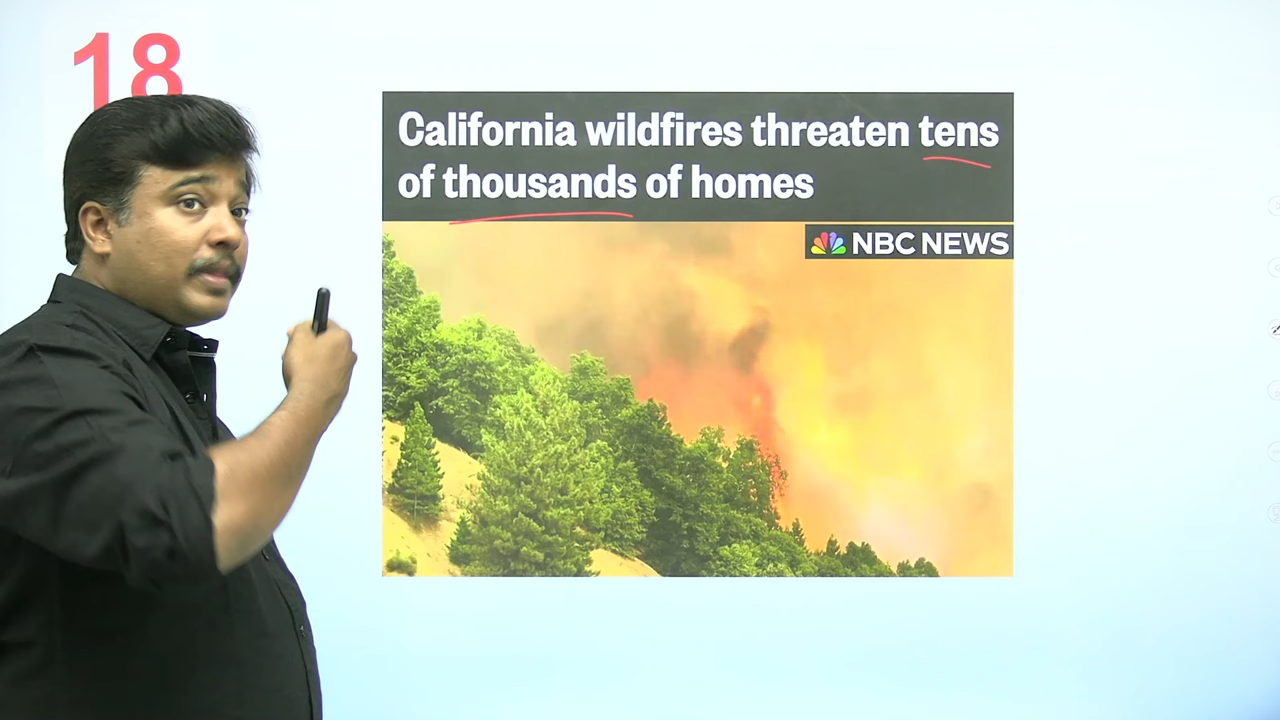 18
California wildfires threaten tens
of thousands of homes
NBC NEWS